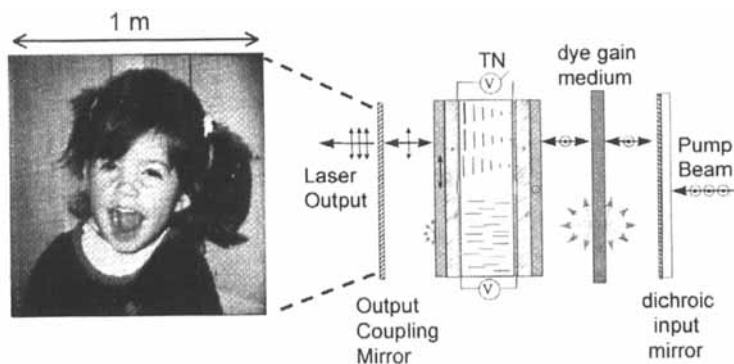 1 m
TN
V
dye gain
medium
Pump
Beam
Laser
Output
V
Output
Coupling
Mirror
dichroic
input
mirror